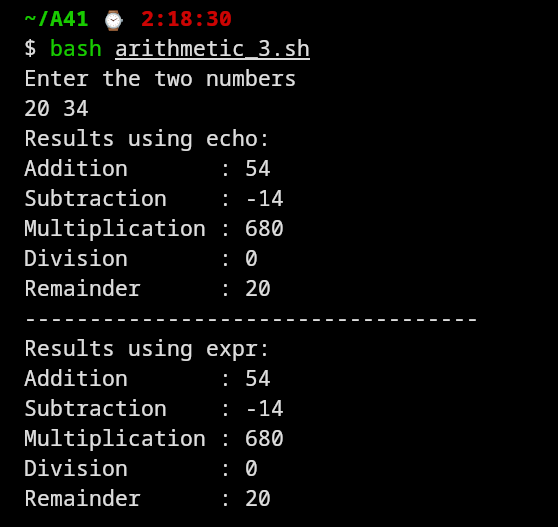 ~/A41 ⌚ 2:18:30
$ bash arithmetic_3.sh
Enter the two numbers
20 34
Results using echo:
Addition       : 54
Subtraction    : -14
Multiplication : 680
Division       : 0
Remainder      : 20
-----------------------------------
Results using expr:
Addition       : 54
Subtraction    : -14
Multiplication : 680
Division       : 0
Remainder      : 20